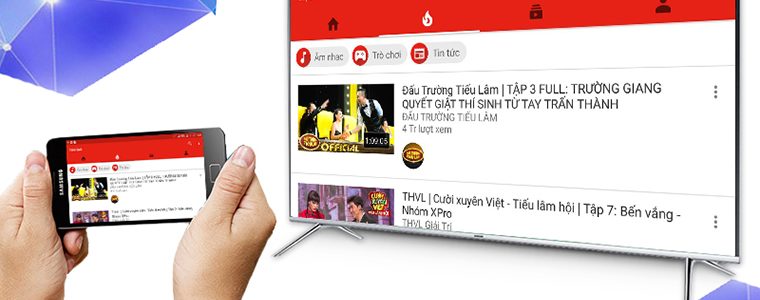 Âm nhạc
Trò chơi
Tin tức
Đấu Trường Tiếu Lâm | TẬP 3 FULL: TRƯỜNG GIANG
QUYẾT GIẬT THÍ SINH TỪ TAY TRẤN THÀNH
ĐẤU TRƯỜNG TIẾU LÂM
4 Tr lượt xem
1:09:05
OFFICIAL
THVL | Cười xuyên Việt - Tiếu lâm hội | Tập 7: Bến vắng -
Nhóm XPro
THVL Giải Trí
SAMSUNG